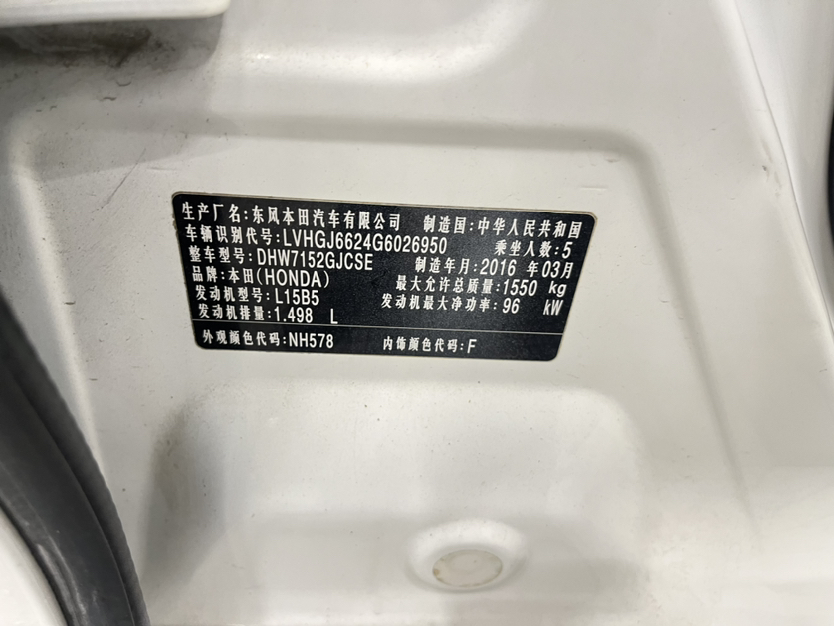 生产厂名:东风本田汽车有限公司 制造国:中华人民共和国
车辆识别代号:LVHGJ6624G6026950 乘坐人数:5
整车型号:DHW7152GJCSE 制造年月:2016 年 03月
品牌:本田(HONDA) 最大允许总质量:1550 kg
发动机型号:L15B5 发动机最大净功率:96 kW
发动机排量:1.498 L
外观颜色代码:NH578 内饰颜色代码:F